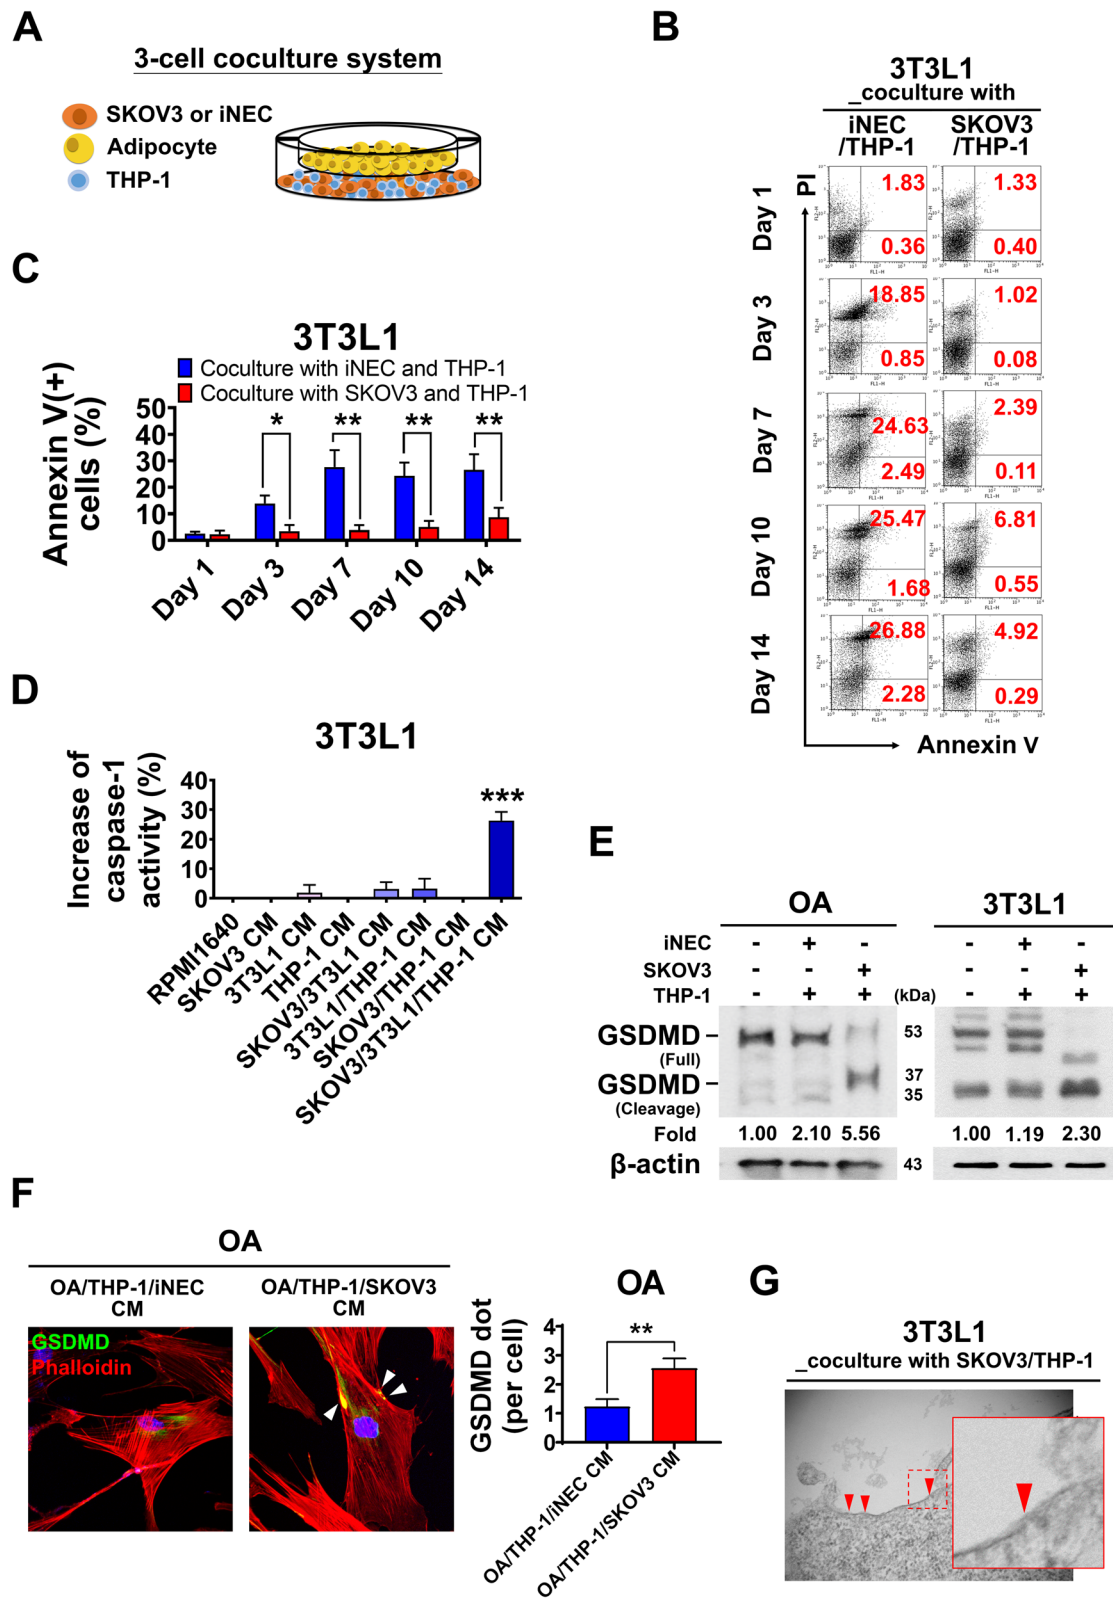 A
3-cell coculture system
SKOV3 or iNEC
Adipocyte
THP-1
B
3T3L1
_coculture with
iNEC
/THP-1
SKOV3
/THP-1
PI
Day 1
1.83
0.36
1.33
0.40
Day 3
18.85
0.85
1.02
0.08
Day 7
24.63
2.49
2.39
0.11
Day 10
25.47
1.68
6.81
0.55
Day 14
26.88
2.28
4.92
0.29
Annexin V
C
3T3L1
Coculture with iNEC and THP-1
Coculture with SKOV3 and THP-1
Annexin V(+)
cells (%)
50
40
30
20
10
0
* ** ** **
Day 1
Day 3
Day 7
Day 10
Day 14
D
3T3L1
Increase of
caspase-1
activity (%)
40
30
20
10
0
***
RPMI1640
SKOV3 CM
3T3L1 CM
THP-1 CM
SKOV3/3T3L1 CM
3T3L1/THP-1 CM
SKOV3/THP-1 CM
SKOV3/3T3L1/THP-1 CM
E
OA 3T3L1
iNEC - + - - + -
SKOV3 - - + - - +
THP-1 - + + (kDa) - + +
GSDMD
(Full)
53
GSDMD
(Cleavage)
37
35
Fold 1.00 2.10 5.56 1.00 1.19 2.30
β-actin 43
F
OA
OA/THP-1/iNEC
CM
OA/THP-1/SKOV3
CM
GSDMD
Phalloidin
OA
GSDMD dot
(per cell)
4
3
2
1
0
**
OA/THP-1/iNEC CM
OA/THP-1/SKOV3 CM
G
3T3L1
_coculture with SKOV3/THP-1